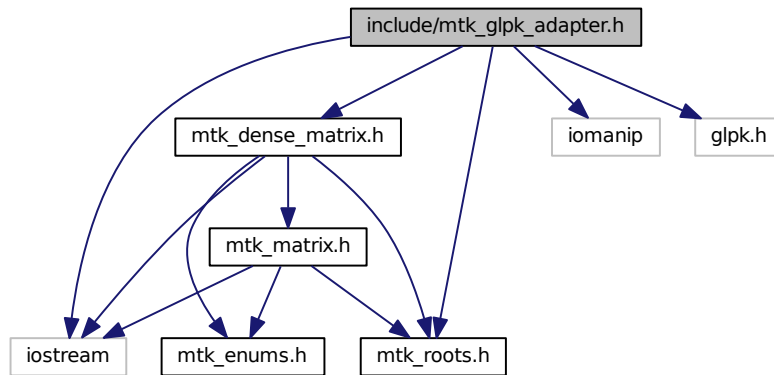 include/mtk_glpk_adapter.h
mtk_dense_matrix.h
iomanip
glpk.h
mtk_matrix.h
iostream
mtk_enums.h
mtk_roots.h